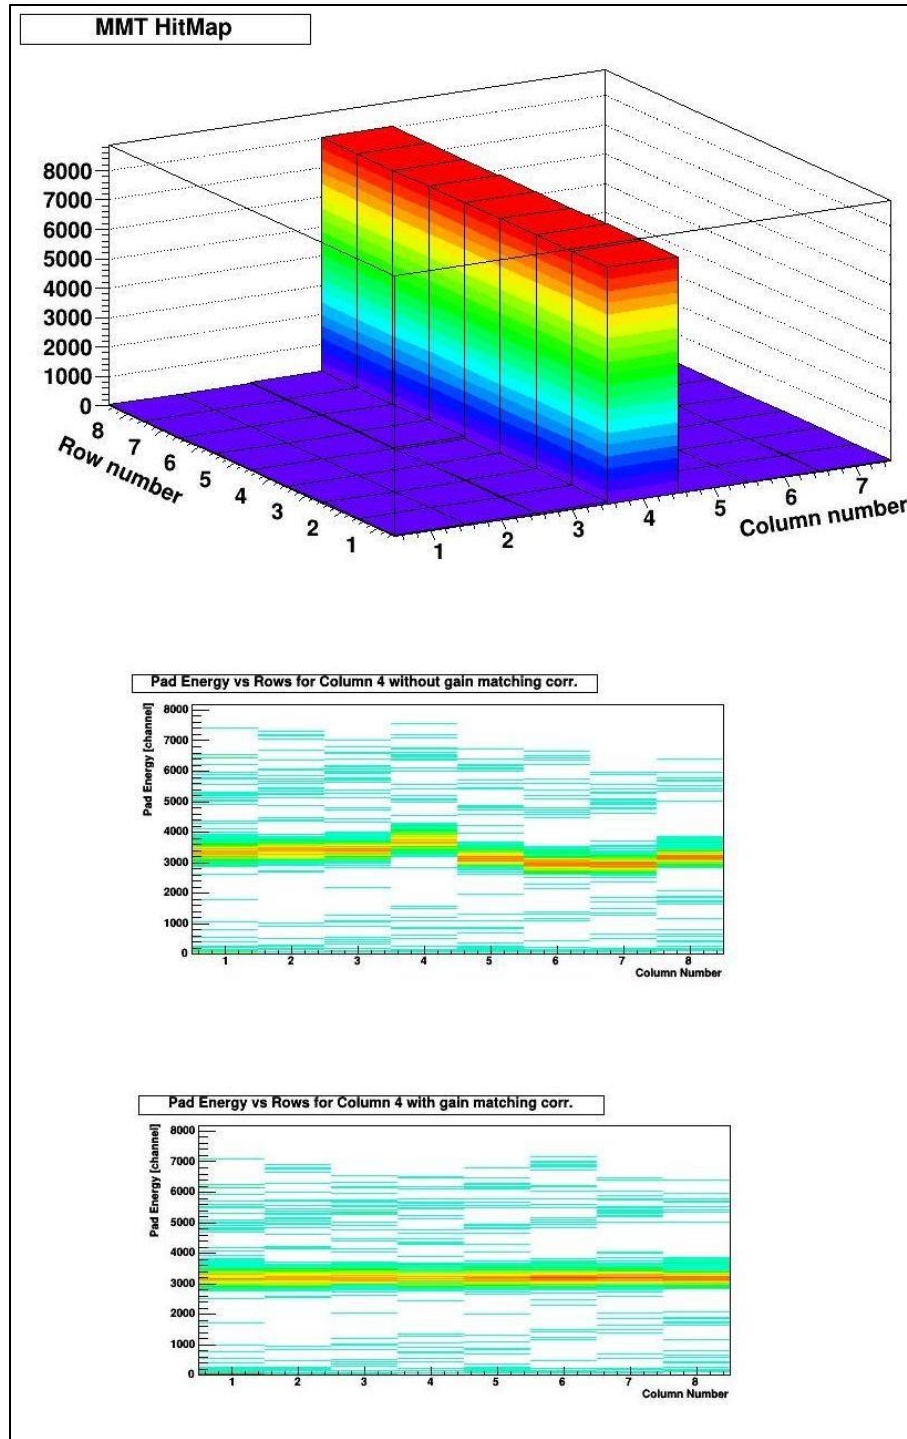 MMT HitMap
8000
7000
6000
5000
4000
3000
2000
1000
0
8 7 6 5 4 3 2 1
Row number
1 2 3 4 5 6 7
Column number
Pad Energy vs Rows for Column 4 without gain matching corr.
Pad Energy [channel]
8000
7000
6000
5000
4000
3000
2000
1000
0
1 2 3 4 5 6 7 8
Column Number
Pad Energy vs Rows for Column 4 with gain matching corr.
Pad Energy [channel]
8000
7000
6000
5000
4000
3000
2000
1000
0
1 2 3 4 5 6 7 8
Column Number